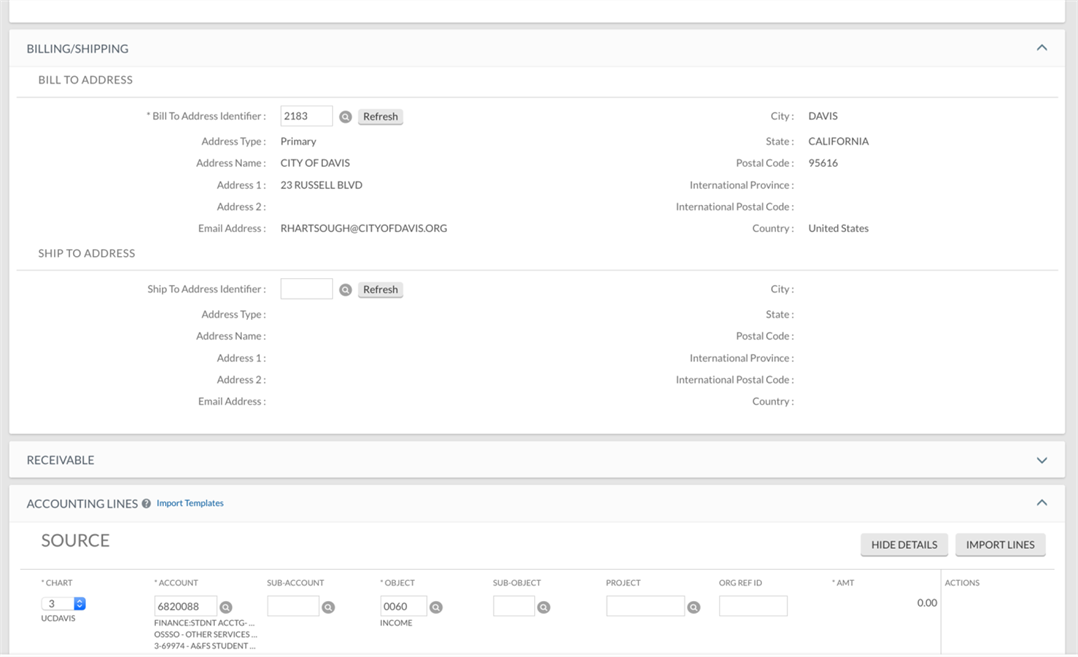 BILLING/SHIPPING
BILL TO ADDRESS
* Bill To Address Identifier : 2183 Refresh City : DAVIS
Address Type : Primary State : CALIFORNIA
Address Name : CITY OF DAVIS Postal Code : 95616
Address 1 : 23 RUSSELL BLVD International Province :
Address 2 : International Postal Code :
Email Address : RHARTSOUGH@CITYOFDAVIS.ORG Country : United States
SHIP TO ADDRESS
Ship To Address Identifier : Refresh City :
Address Type : State :
Address Name : Postal Code :
Address 1 : International Province :
Address 2 : International Postal Code :
Email Address : Country :
RECEIVABLE
ACCOUNTING LINES ? Import Templates
SOURCE HIDE DETAILS IMPORT LINES
* CHART * ACCOUNT SUB-ACCOUNT * OBJECT SUB-OBJECT PROJECT ORG REF ID * AMT ACTIONS
3 6820088 0060 0.00
UCDAVIS FINANCE:STDNT ACCTG-... INCOME
OSSSO - OTHER SERVICES ...
3-69974 - A&FS STUDENT ...